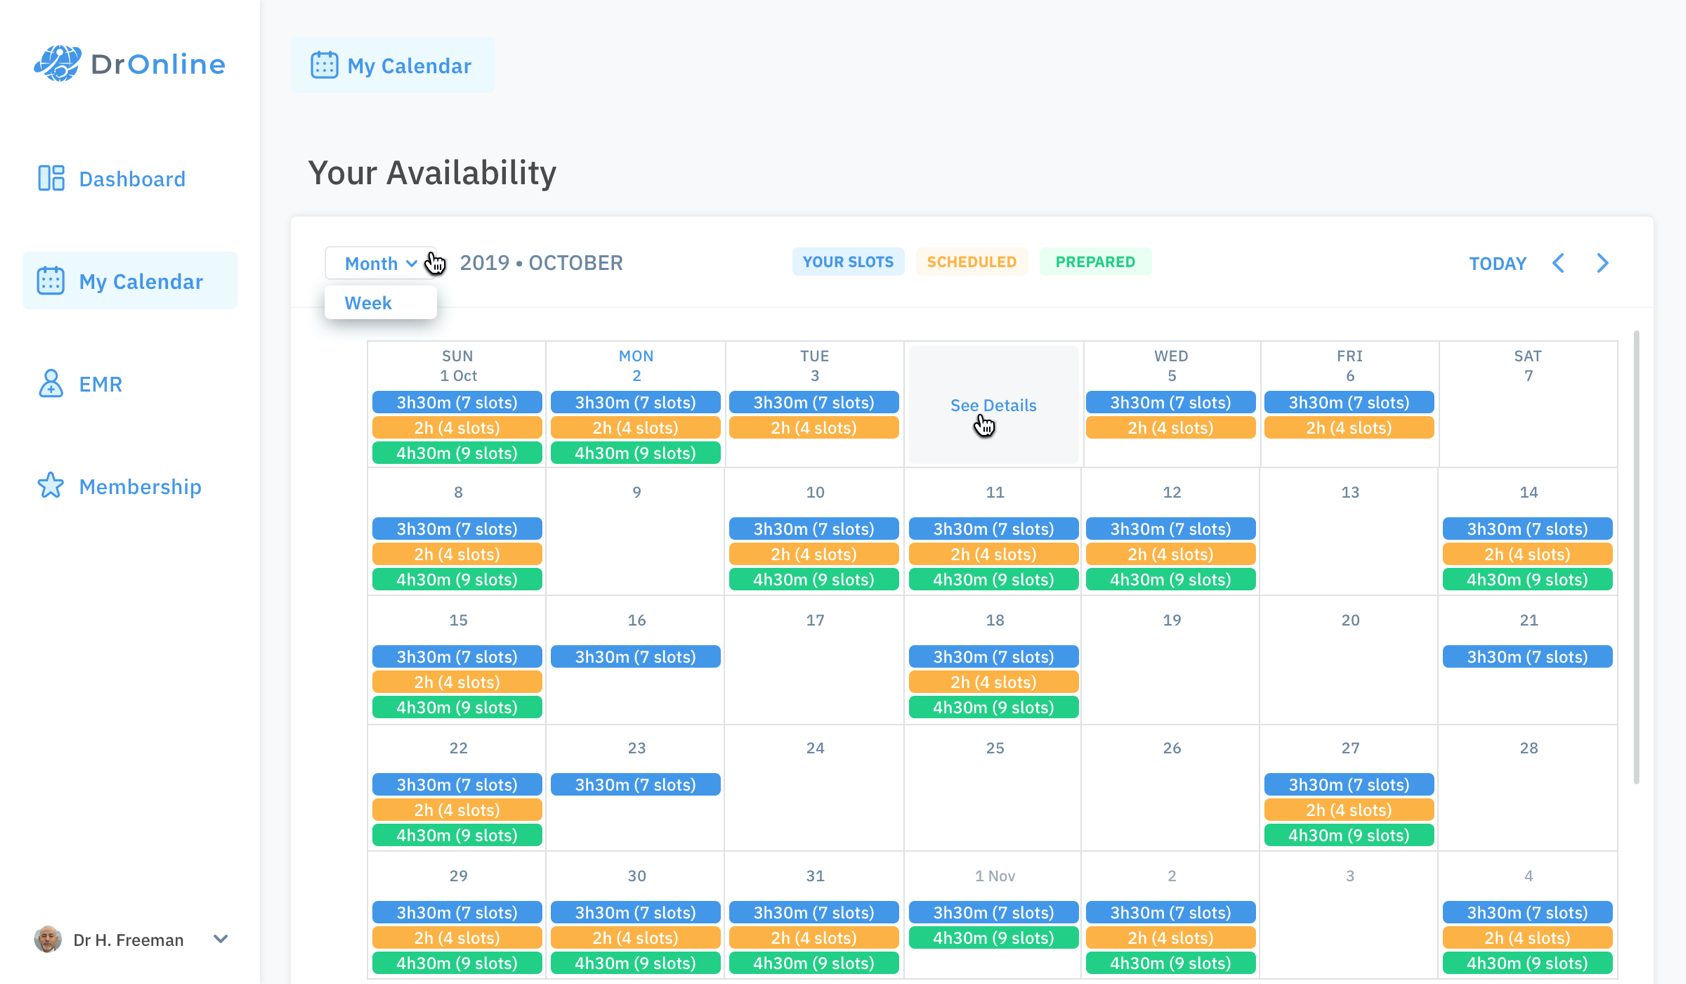 DrOnline
My Calendar
Dashboard
My Calendar
EMR
Membership
Dr H. Freeman
Your Availability
Month 2019 • OCTOBER YOUR SLOTS SCHEDULED PREPARED TODAY
Week
SUN MON TUE WED FRI SAT
1 Oct 2 3 5 6 7
See Details
3h30m (7 slots) 3h30m (7 slots) 3h30m (7 slots) 3h30m (7 slots) 3h30m (7 slots)
2h (4 slots) 2h (4 slots) 2h (4 slots) 2h (4 slots) 2h (4 slots)
4h30m (9 slots) 4h30m (9 slots)
8 9 10 11 12 13 14
3h30m (7 slots) 3h30m (7 slots) 3h30m (7 slots) 3h30m (7 slots) 3h30m (7 slots)
2h (4 slots) 2h (4 slots) 2h (4 slots) 2h (4 slots) 2h (4 slots)
4h30m (9 slots) 4h30m (9 slots) 4h30m (9 slots) 4h30m (9 slots) 4h30m (9 slots)
15 16 17 18 19 20 21
3h30m (7 slots) 3h30m (7 slots) 3h30m (7 slots) 3h30m (7 slots)
2h (4 slots) 2h (4 slots)
4h30m (9 slots) 4h30m (9 slots)
22 23 24 25 26 27 28
3h30m (7 slots) 3h30m (7 slots) 3h30m (7 slots)
2h (4 slots) 2h (4 slots)
4h30m (9 slots) 4h30m (9 slots)
29 30 31 1 Nov 2 3 4
3h30m (7 slots) 3h30m (7 slots) 3h30m (7 slots) 3h30m (7 slots) 3h30m (7 slots) 3h30m (7 slots)
2h (4 slots) 2h (4 slots) 2h (4 slots) 4h30m (9 slots) 2h (4 slots) 2h (4 slots)
4h30m (9 slots) 4h30m (9 slots) 4h30m (9 slots) 4h30m (9 slots) 4h30m (9 slots)